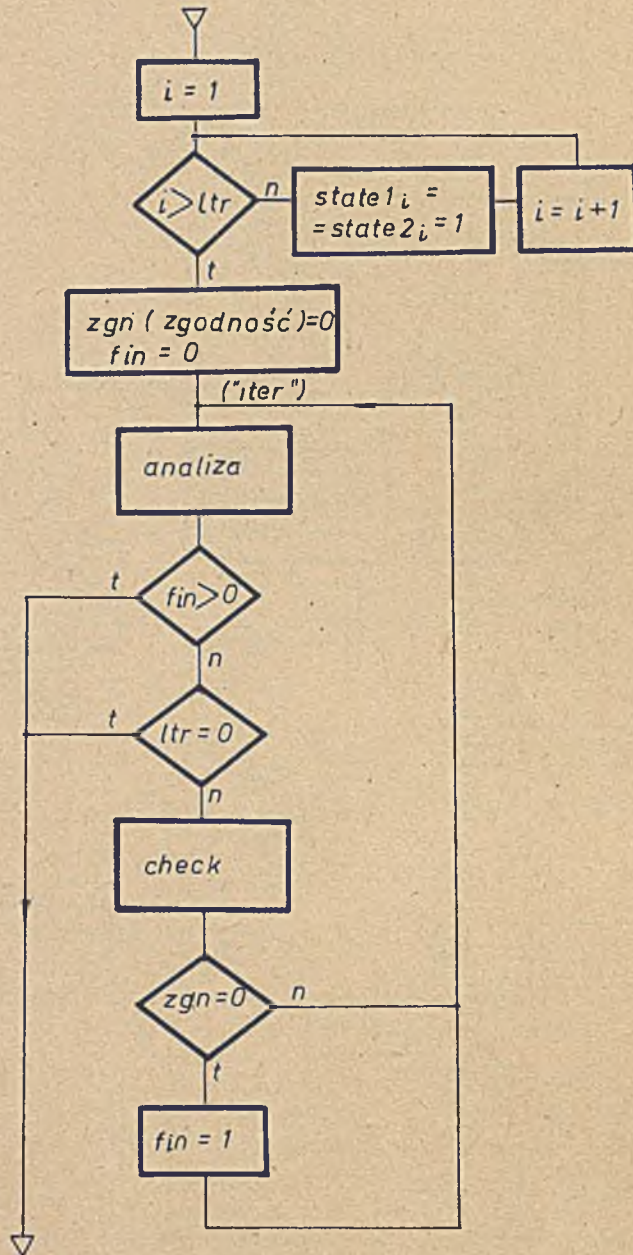 i = 1
i > ltr
n
state1i =
= state2i = 1
i = i+1
t
zgn ( zgodność)=0
fin = 0
("iter")
analiza
t
fin > 0
n
t
ltr = 0
n
check
zgn = 0
n
t
fin = 1